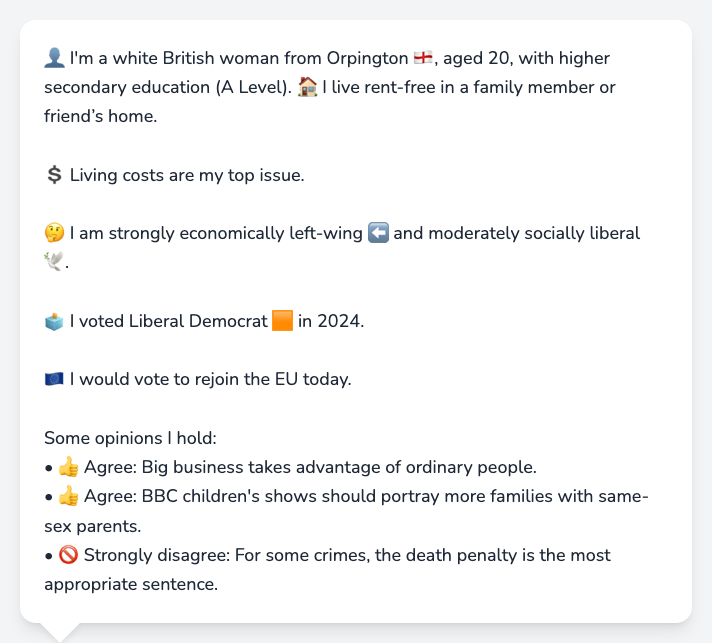 👤 I'm a white British woman from Orpington 🏴󠁧󠁢󠁥󠁮󠁧󠁿, aged 20, with higher
secondary education (A Level). 🏠 I live rent-free in a family member or
friend’s home.
💲 Living costs are my top issue.
🤔 I am strongly economically left-wing ⬅️ and moderately socially liberal
🕊️.
🗳️ I voted Liberal Democrat 🟧 in 2024.
🇪🇺 I would vote to rejoin the EU today.
Some opinions I hold:
• 👍 Agree: Big business takes advantage of ordinary people.
• 👍 Agree: BBC children's shows should portray more families with same-
sex parents.
• 🚫 Strongly disagree: For some crimes, the death penalty is the most
appropriate sentence.